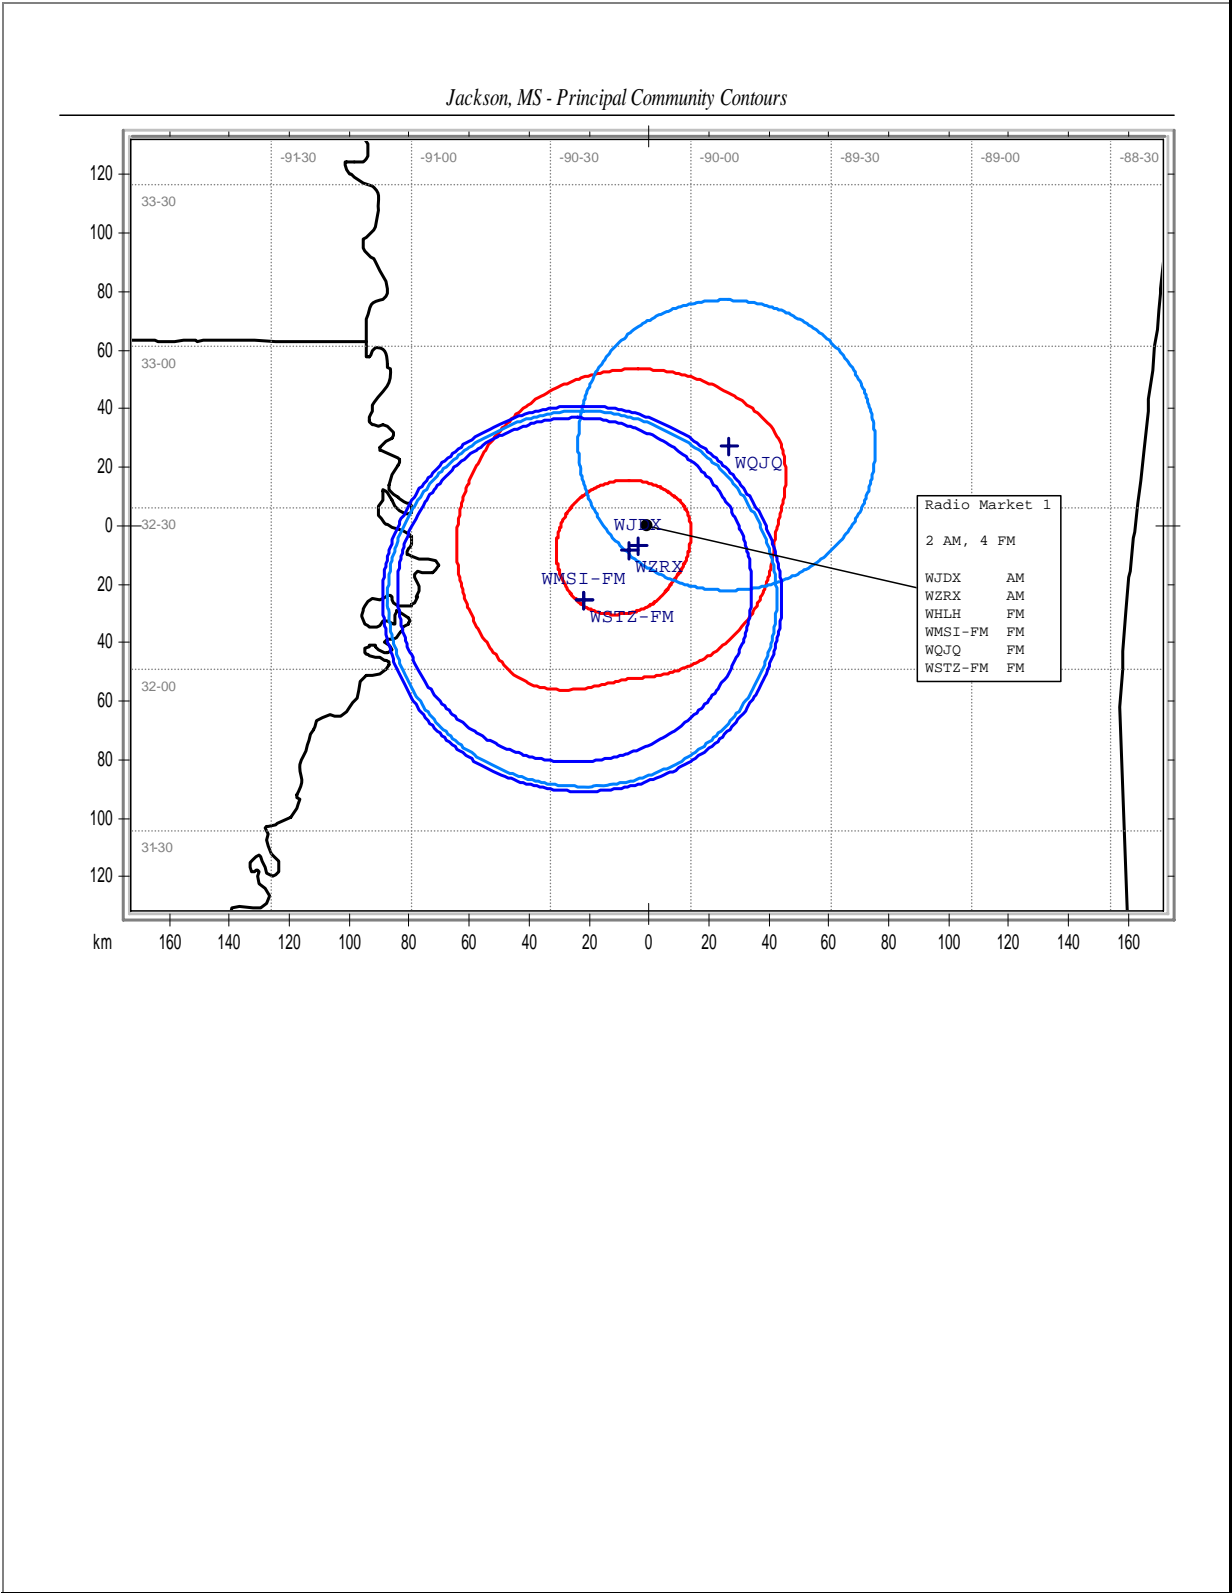 Jackson, MS - Principal Community Contours
-91-30 -91-00 -90-30 -90-00 -89-30 -89-00 -88-30
120
33-30
100
80
60
33-00
40
20
WQJQ
Radio Market 1
0
32-30
WJDX
2 AM, 4 FM
WZRX
WMSI-FM
WJDX AM
20
WZRX AM
WSTZ-FM
WHLH FM
WMSI-FM FM
40
WQJQ FM
WSTZ-FM FM
32-00
60
80
100
31-30
120
km 160 140 120 100 80 60 40 20 0 20 40 60 80 100 120 140 160